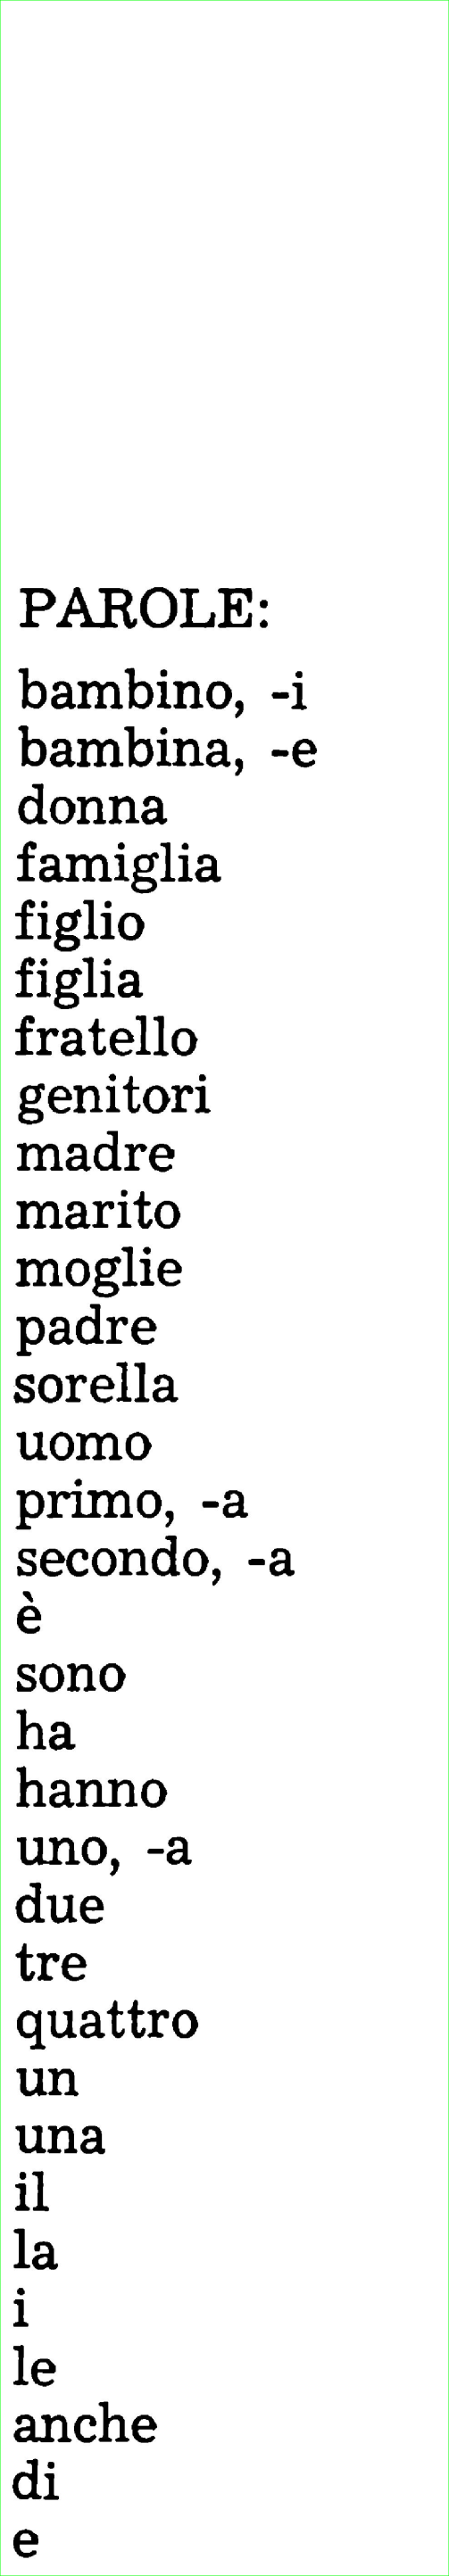 PAROLE:
bambino, -i
bambina, -e
donna
famiglia
figlio
figlia
fratello
genitori
madre
marito
moglie
padre
sorella
uomo
primo, -a
secondo, -a
è
sono
ha
hanno
uno, -a
due
tre
quattro
un
una
il
la
i
le
anche
di
e